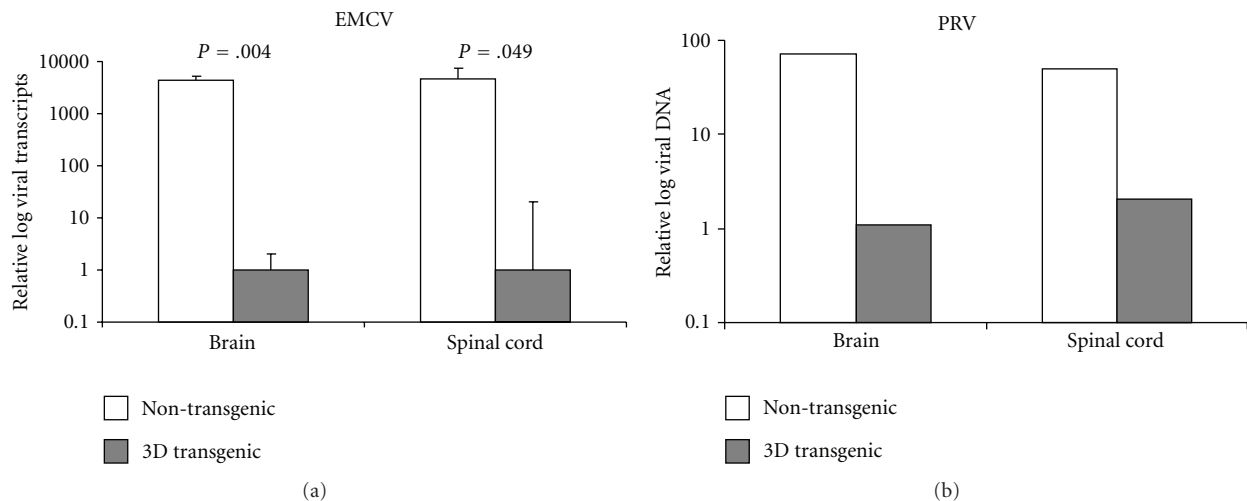 EMCV
P = .004
P = .049
Relative log viral transcripts
10000
1000
100
10
1
0.1
Brain
Spinal cord
Non-transgenic
3D transgenic
(a)
PRV
Relative log viral DNA
100
10
1
0.1
Brain
Spinal cord
Non-transgenic
3D transgenic
(b)